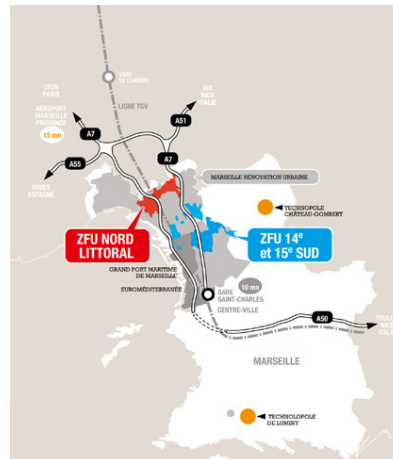 GARE
DE L'ARBOIS
LYON
PARIS
LIGNE TGV
AIX
NICE
ITALIE
AÉROPORT
MARSEILLE
PROVENCE
15 mn
A7
A51
A55
A7
NÎMES
ESPAGNE
MARSEILLE RÉNOVATION URBAINE
TECHNOPOLE
CHÂTEAU-GOMBERT
ZFU NORD
LITTORAL
ZFU 14e
et 15e SUD
GRAND PORT MARITIME
DE MARSEILLE
EUROMÉDITERRANÉE
10 mn
GARE
SAINT-CHARLES
CENTRE-VILLE
A50
NICE
MARSEILLE
TECHNOLOPOLE
DE LUMINY